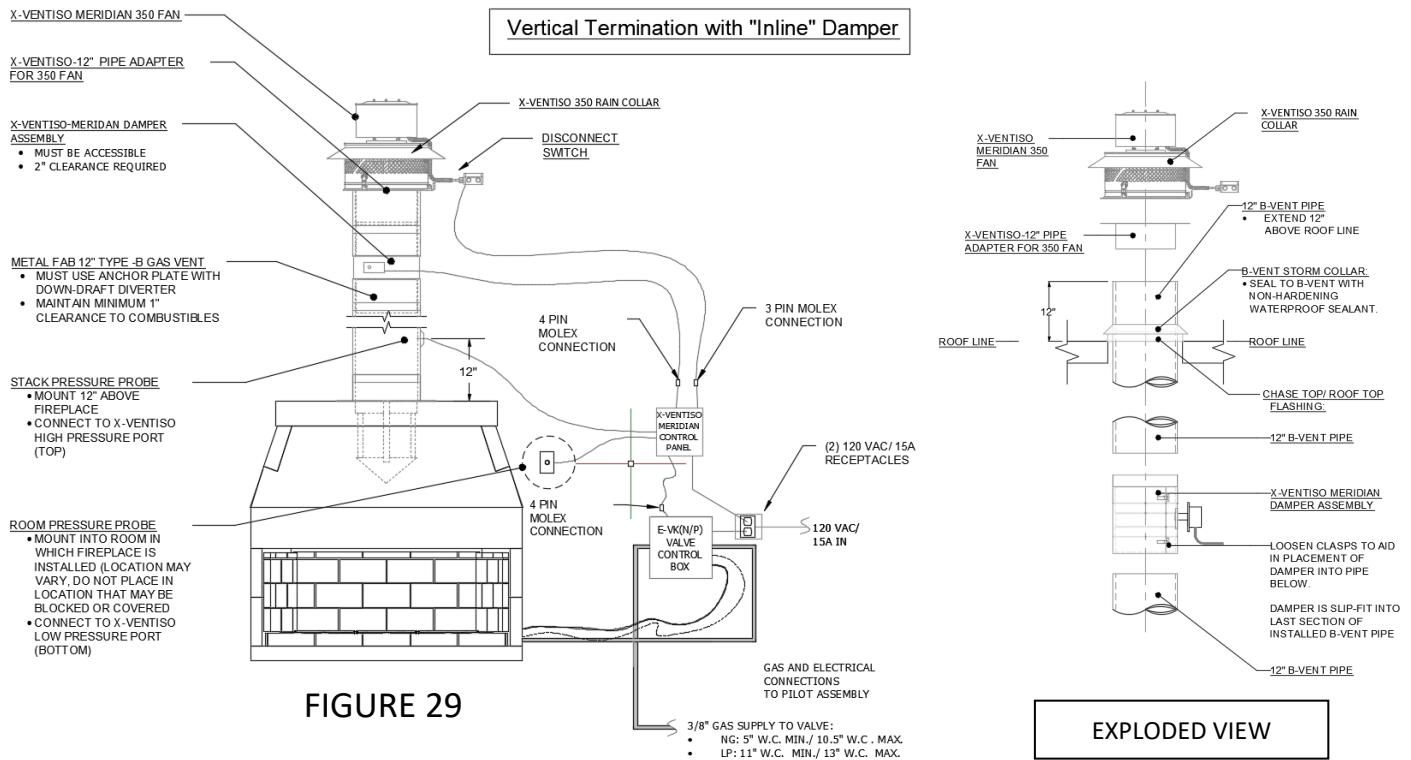 Vertical Termination with "Inline" Damper
X-VENTISO MERIDIAN 350 FAN
X-VENTISO-12" PIPE ADAPTER
FOR 350 FAN
X-VENTISO-MERIDAN DAMPER
ASSEMBLY
• MUST BE ACCESSIBLE
• 2" CLEARANCE REQUIRED
METAL FAB 12" TYPE -B GAS VENT
• MUST USE ANCHOR PLATE WITH
DOWN-DRAFT DIVERTER
• MAINTAIN MINIMUM 1"
CLEARANCE TO COMBUSTIBLES
STACK PRESSURE PROBE
• MOUNT 12" ABOVE
FIREPLACE
• CONNECT TO X-VENTISO
HIGH PRESSURE PORT
(TOP)
ROOM PRESSURE PROBE
• MOUNT INTO ROOM IN
WHICH FIREPLACE IS
INSTALLED (LOCATION MAY
VARY, DO NOT PLACE IN
LOCATION THAT MAY BE
BLOCKED OR COVERED
• CONNECT TO X-VENTISO
LOW PRESSURE PORT
(BOTTOM)
X-VENTISO 350 RAIN COLLAR
DISCONNECT
SWITCH
12"
4 PIN
MOLEX
CONNECTION
3 PIN MOLEX
CONNECTION
X-VENTISO
MERIDIAN
CONTROL
PANEL
(2) 120 VAC/ 15A
RECEPTACLES
4 PIN
MOLEX
CONNECTION
E-VK(N/P)
VALVE
CONTROL
BOX
120 VAC/
15A IN
GAS AND ELECTRICAL
CONNECTIONS
TO PILOT ASSEMBLY
3/8" GAS SUPPLY TO VALVE:
• NG: 5" W.C. MIN./ 10.5" W.C . MAX.
• LP: 11" W.C. MIN./ 13" W.C. MAX.
FIGURE 29
X-VENTISO
MERIDIAN 350
FAN
X-VENTISO 350 RAIN
COLLAR
12" B-VENT PIPE
• EXTEND 12"
ABOVE ROOF LINE
X-VENTISO-12" PIPE
ADAPTER FOR 350 FAN
B-VENT STORM COLLAR:
• SEAL TO B-VENT WITH
NON-HARDENING
WATERPROOF SEALANT.
12"
ROOF LINE
ROOF LINE
CHASE TOP/ ROOF TOP
FLASHING:
12" B-VENT PIPE
X-VENTISO MERIDIAN
DAMPER ASSEMBLY
LOOSEN CLASPS TO AID
IN PLACEMENT OF
DAMPER INTO PIPE
BELOW.
DAMPER IS SLIP-FIT INTO
LAST SECTION OF
INSTALLED B-VENT PIPE
12" B-VENT PIPE
EXPLODED VIEW